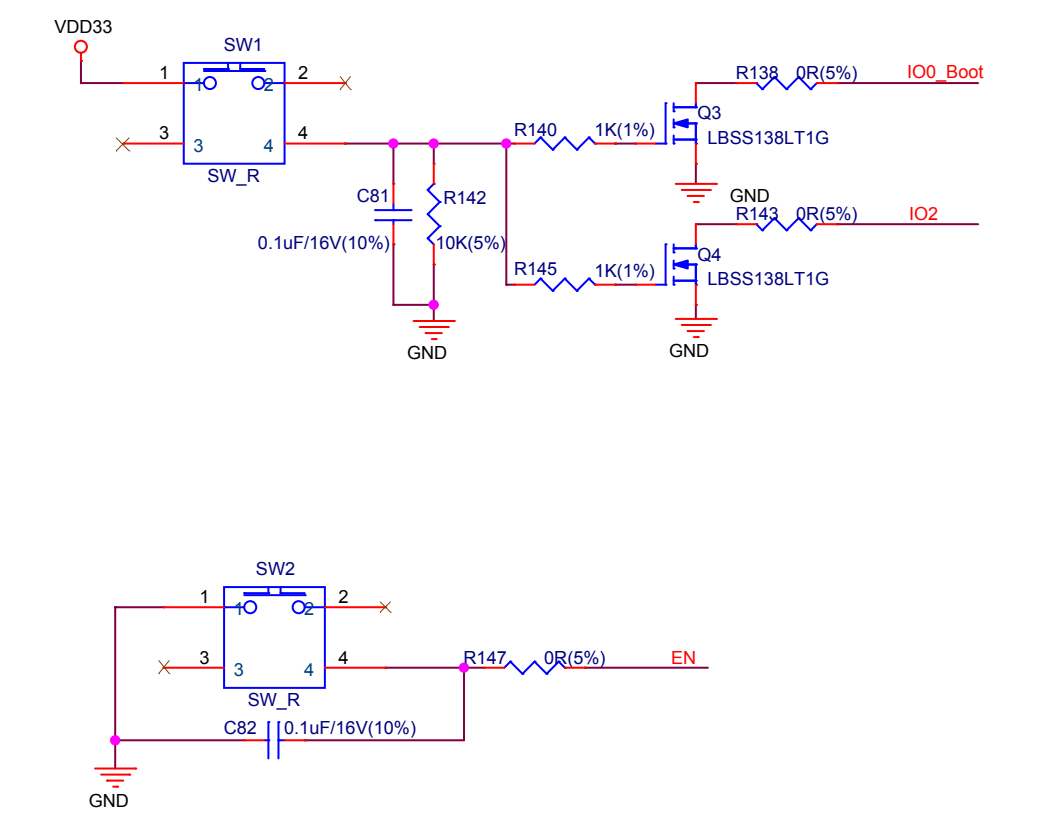 VDD33
SW1
1
2
1
2
3
4
3
4
SW_R
R138 0R(5%)
IO0_Boot
Q3
LBSS138LT1G
R140 1K(1%)
C81
0.1uF/16V(10%)
R142
10K(5%)
GND
GND
R143 0R(5%)
IO2
Q4
LBSS138LT1G
R145 1K(1%)
GND
SW2
1
2
1
2
3
4
3
4
SW_R
R147 0R(5%)
EN
C82 0.1uF/16V(10%)
GND